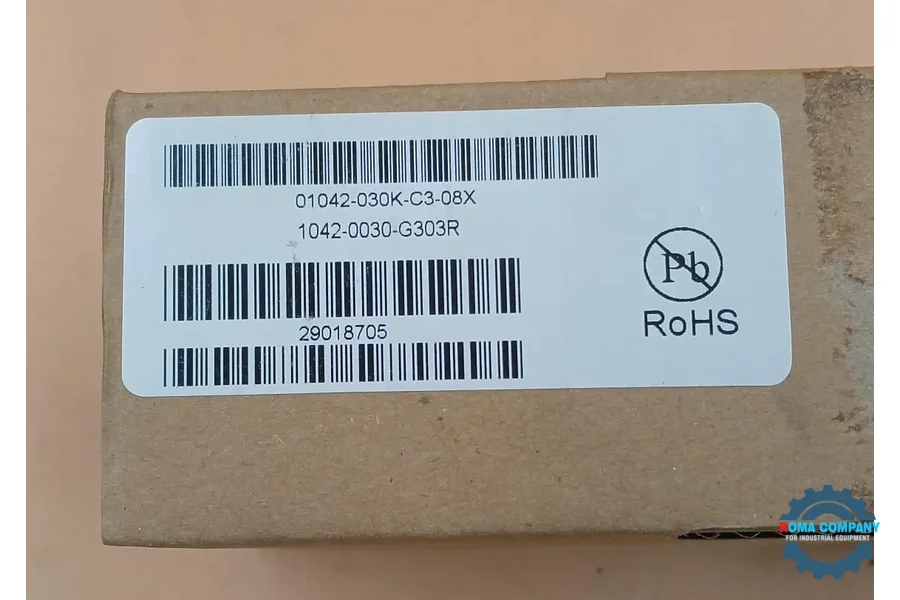 01042-030K-C3-08X
1042-0030-G303R
29018705
Pb
RoHS
ROMA COMPANY
FOR INDUSTRIAL EQUIPMENT